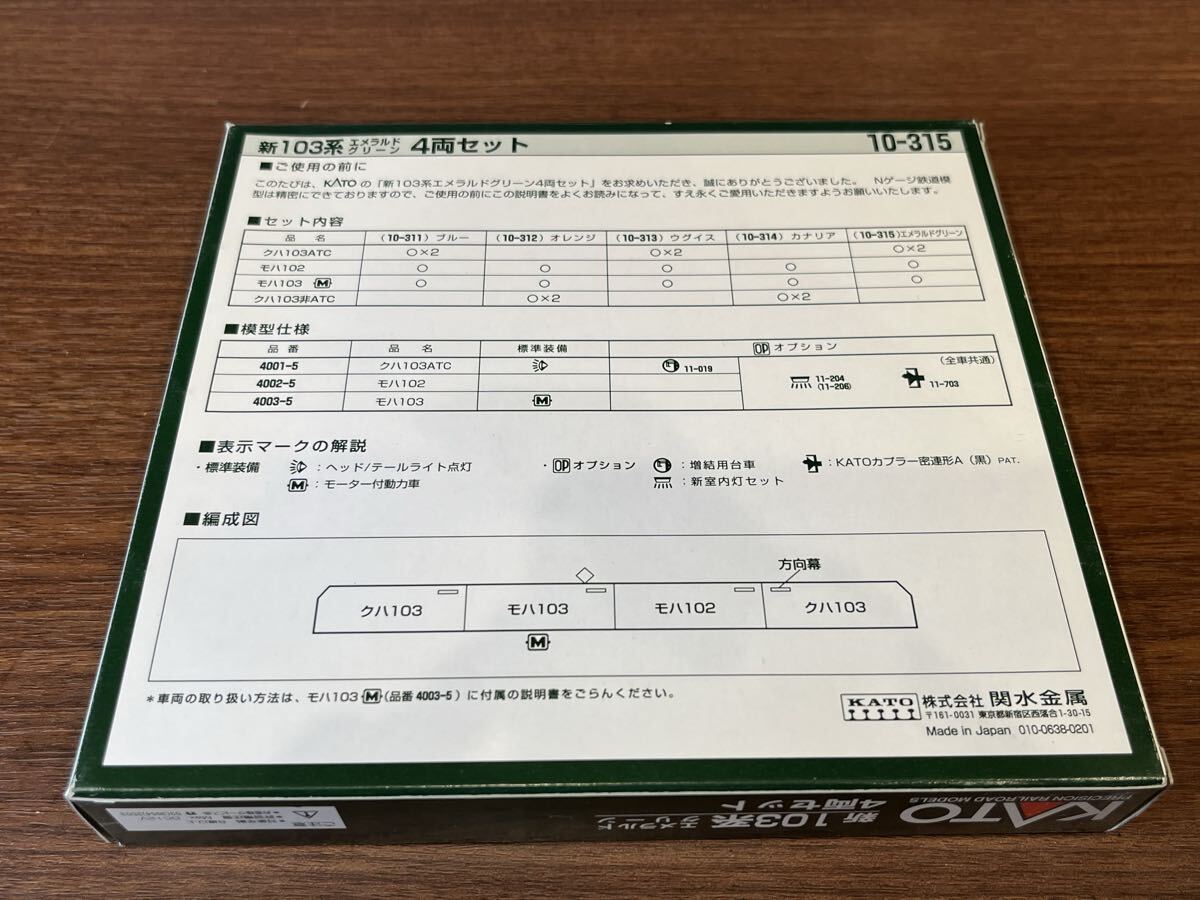 新103系 エメラルドグリーン 4両セット 10-315
■ご使用の前に
このたびは、KATOの「新103系エメラルドグリーン4両セット」をお求めいただき、誠にありがとうございました。 Nゲージ鉄道模
型は精密にできておりますので、ご使用の前にこの説明書をよくお読みになって、すえ永くご愛用いただきますようお願いいたします。
■セット内容
品 名 (10-311) ブルー (10-312) オレンジ (10-313) ウグイス (10-314) カナリア (10-315)エメラルドグリーン
クハ103ATC ○×2 ○×2 ○×2
モハ102 ○ ○ ○ ○ ○
モハ103 M ○ ○ ○ ○ ○
クハ103非ATC ○×2 ○×2
■模型仕様
品 番 品 名 標準装備 OP オプション
4001-5 クハ103ATC 11-019 (全車共通)
4002-5 モハ102 11-204 (11-206) 11-703
4003-5 モハ103 M
■表示マークの解説
・標準装備 :ヘッド/テールライト点灯 ・OP オプション :増結用台車 :KATOカプラー密連形A(黒)PAT.
M :モーター付動力車 :新室内灯セット
■編成図
方向幕
クハ103 モハ103 モハ102 クハ103
M
*車両の取り扱い方法は、モハ103 M (品番 4003-5)に付属の説明書をごらんください。
KATO 株式会社 関水金属
〒161-0031 東京都新宿区西落合1-30-15
Made in Japan 010-0638-0201
KATO
PRECISION RAILROAD MODELS
新103系 エメラルドグリーン
4両セット
ご注意
DC12V